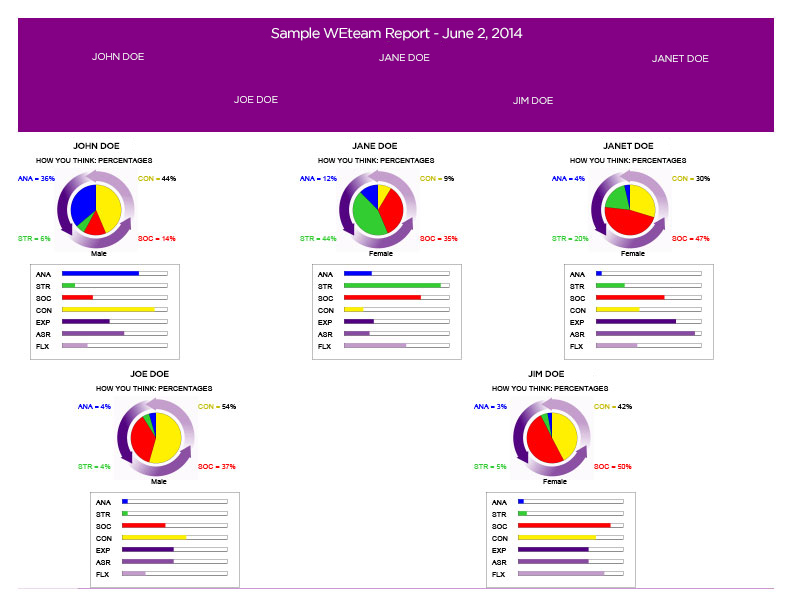 Sample WEteam Report - June 2, 2014
JOHN DOE
JANE DOE
JANET DOE
JOE DOE
JIM DOE
JOHN DOE
HOW YOU THINK: PERCENTAGES
ANA = 36%
CON = 44%
STR = 6%
SOC = 14%
Male
ANA
STR
SOC
CON
EXP
ASR
FLX
JANE DOE
HOW YOU THINK: PERCENTAGES
ANA = 12%
CON = 9%
STR = 44%
SOC = 35%
Female
ANA
STR
SOC
CON
EXP
ASR
FLX
JANET DOE
HOW YOU THINK: PERCENTAGES
ANA = 4%
CON = 30%
STR = 20%
SOC = 47%
Female
ANA
STR
SOC
CON
EXP
ASR
FLX
JOE DOE
HOW YOU THINK: PERCENTAGES
ANA = 4%
CON = 54%
STR = 4%
SOC = 37%
Male
ANA
STR
SOC
CON
EXP
ASR
FLX
JIM DOE
HOW YOU THINK: PERCENTAGES
ANA = 3%
CON = 42%
STR = 5%
SOC = 50%
Female
ANA
STR
SOC
CON
EXP
ASR
FLX